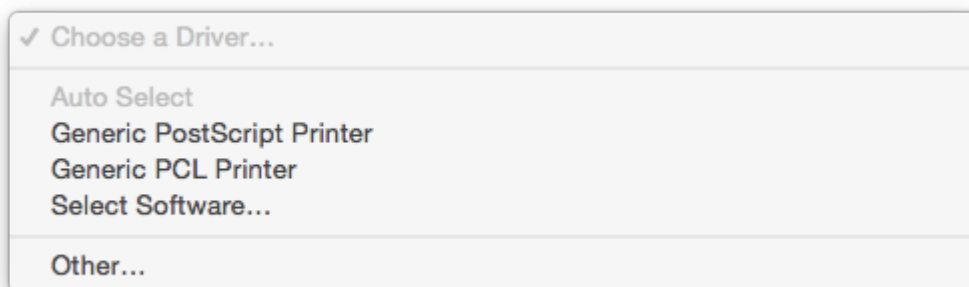 ✓ Choose a Driver...
Auto Select
Generic PostScript Printer
Generic PCL Printer
Select Software...
Other...